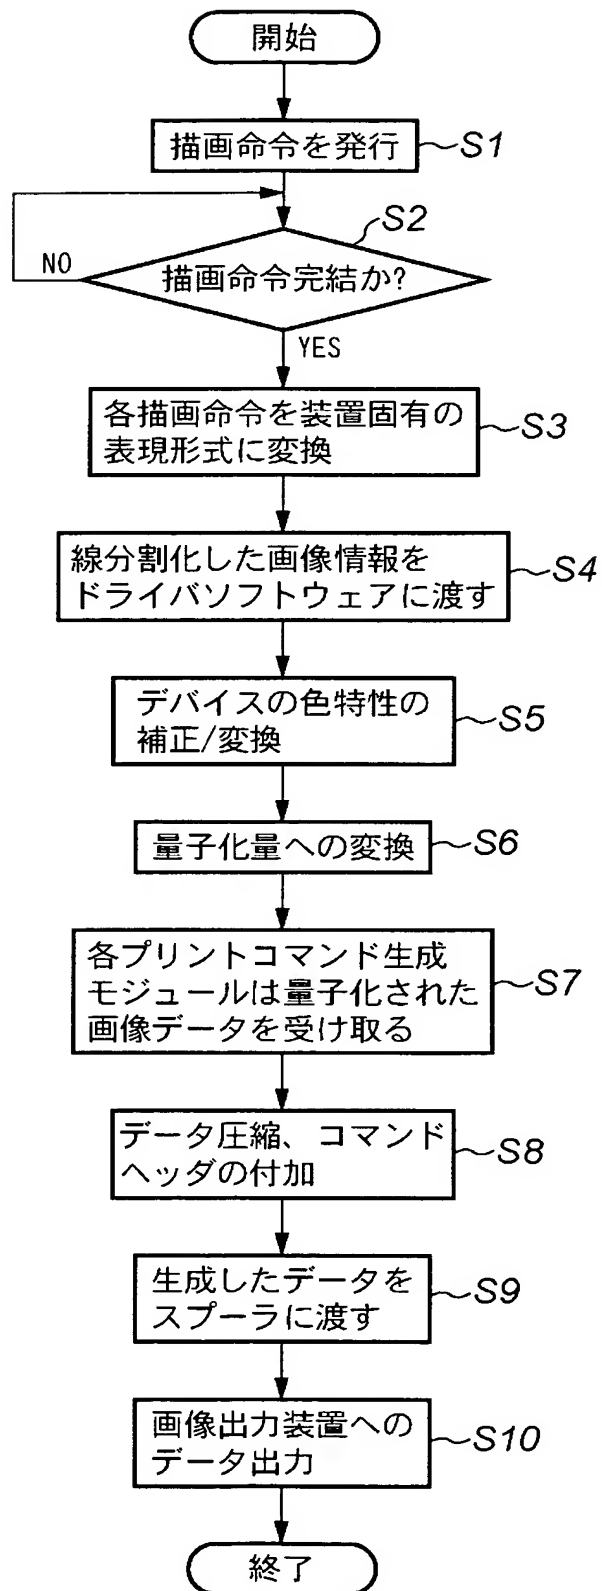 開始
描画命令を発行
S1
S2
描画命令完結か?
NO
YES
各描画命令を装置固有の
表現形式に変換
S3
線分割化した画像情報を
ドライバソフトウェアに渡す
S4
デバイスの色特性の
補正/変換
S5
量子化量への変換
S6
各プリントコマンド生成
モジュールは量子化された
画像データを受け取る
S7
データ圧縮、コマンド
ヘッダの付加
S8
生成したデータを
スプーラに渡す
S9
画像出力装置への
データ出力
S10
終了